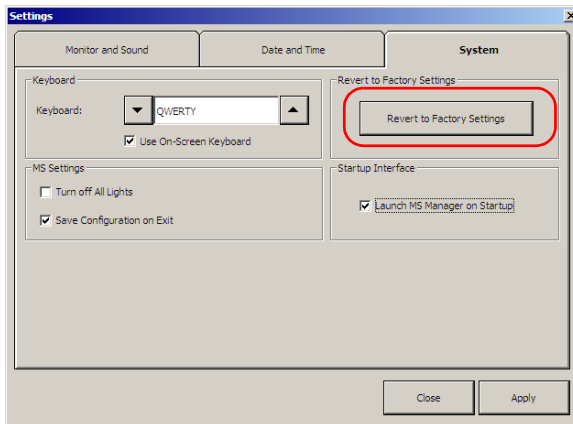 Settings
Monitor and Sound
Date and Time
System
Keyboard
Keyboard:
QWERTY
Use On-Screen Keyboard
Revert to Factory Settings
Revert to Factory Settings
MS Settings
Turn off All Lights
Save Configuration on Exit
Startup Interface
Launch MS Manager on Startup
Close
Apply